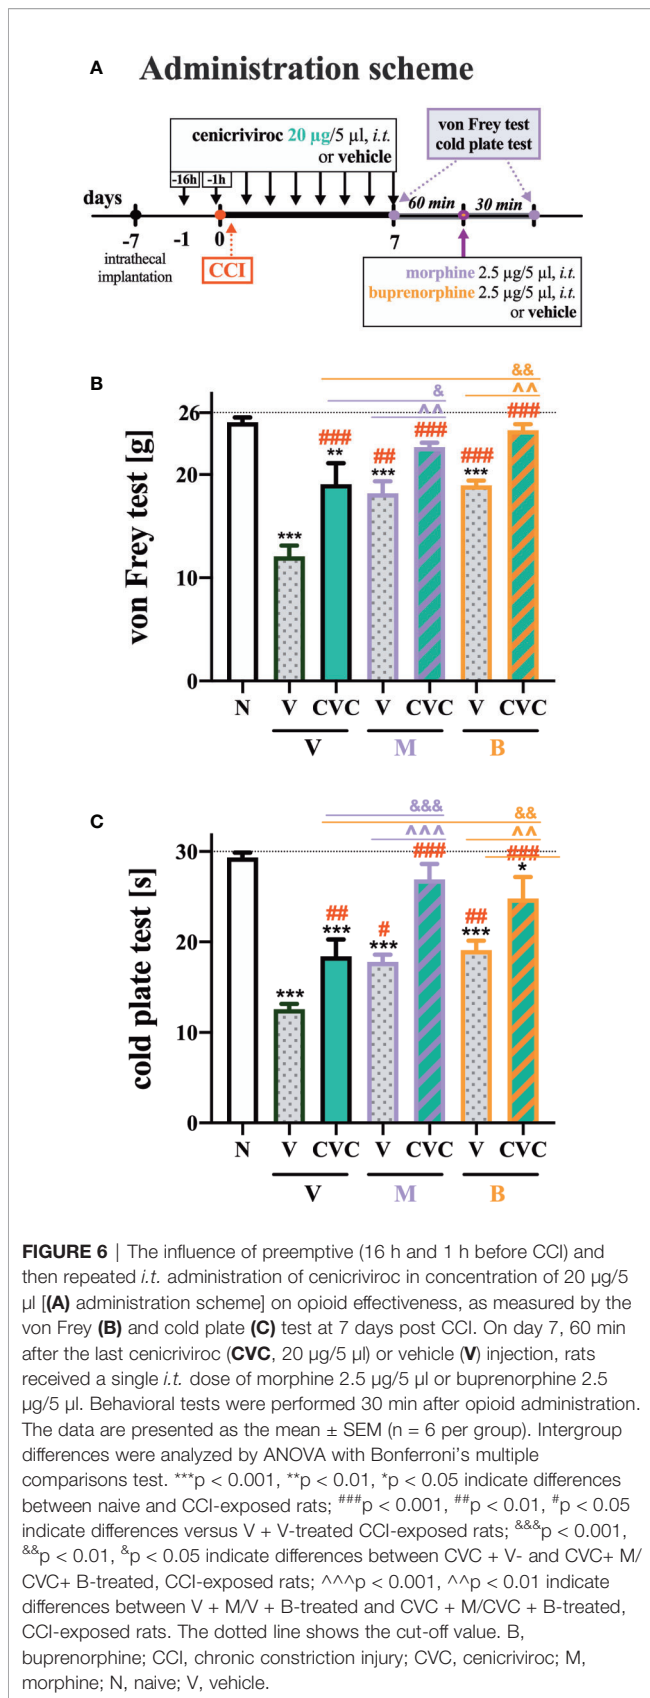 A Administration scheme
cenicriviroc 20 µg/5 µl, i.t.
or vehicle
von Frey test
cold plate test
-16h -1h
days
60 min 30 min
-7 -1 0 7
intrathecal
implantation
CCI
morphine 2.5 µg/5 µl, i.t.
buprenorphine 2.5 µg/5 µl, i.t.
or vehicle
B
&&
& ^^
^^ ###
### ## ### 
** *** ***
***
von Frey test [g]
26
20
10
0
N V CVC V CVC V CVC
V M B
C
&&& &&
^^^ ^^
### ###
## # ## *
*** *** ***
***
cold plate test [s]
30
20
10
0
N V CVC V CVC V CVC
V M B
FIGURE 6 | The influence of preemptive (16 h and 1 h before CCI) and
then repeated i.t. administration of cenicriviroc in concentration of 20 µg/5
µl [(A) administration scheme] on opioid effectiveness, as measured by the
von Frey (B) and cold plate (C) test at 7 days post CCI. On day 7, 60 min
after the last cenicriviroc (CVC, 20 µg/5 µl) or vehicle (V) injection, rats
received a single i.t. dose of morphine 2.5 µg/5 µl or buprenorphine 2.5
µg/5 µl. Behavioral tests were performed 30 min after opioid administration.
The data are presented as the mean ± SEM (n = 6 per group). Intergroup
differences were analyzed by ANOVA with Bonferroni's multiple
comparisons test. ***p < 0.001, **p < 0.01, *p < 0.05 indicate differences
between naive and CCI-exposed rats; ###p < 0.001, ##p < 0.01, #p < 0.05
indicate differences versus V + V-treated CCI-exposed rats; &&&p < 0.001,
&&p < 0.01, &p < 0.05 indicate differences between CVC + V- and CVC+ M/
CVC+ B-treated, CCI-exposed rats; ^^^p < 0.001, ^^p < 0.01 indicate
differences between V + M/V + B-treated and CVC + M/CVC + B-treated,
CCI-exposed rats. The dotted line shows the cut-off value. B,
buprenorphine; CCI, chronic constriction injury; CVC, cenicriviroc; M,
morphine; N, naive; V, vehicle.